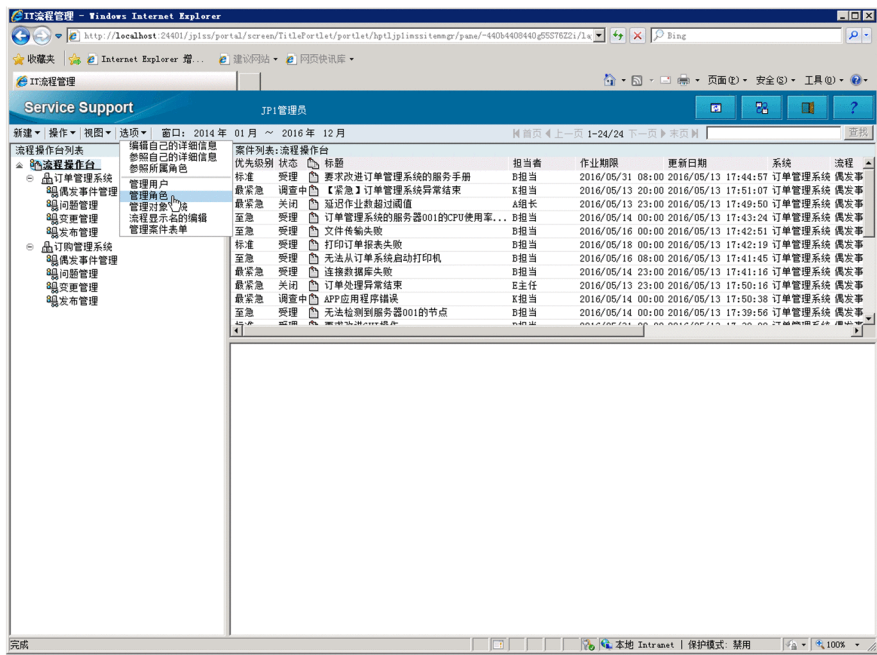 IT流程管理 - Windows Internet Explorer
http://localhost:24401/jplss/portal/screen/TitlePortlet/portlet/hptljplimssitemmgr/pane/-440b4408440g55S76Z2i/la
Bing
收藏夹 Internet Explorer 增... 建议网站 网页快讯库
IT流程管理
页面(P) 安全(S) 工具(O)
Service Support JP1管理员
新建 操作 视图 选项 窗口: 2014 年 01 月 ～ 2016 年 12 月 首页 上一页 1-24/24 下一页 末页 查找
流程操作台列表
流程操作台
订单管理系统
偶发事件管理
问题管理
变更管理
发布管理
订购管理系统
偶发事件管理
问题管理
变更管理
发布管理
编辑自己的详细信息
参照自己的详细信息
参照所属角色
管理用户
管理角色
管理对象 统
流程显示名的编辑
管理案件表单
案件列表:流程操作台
优先级别 状态 标题 担当者 作业期限 更新日期 系统 流程
标准 受理 要求改进订单管理系统的服务手册 B担当 2016/05/31 08:00 2016/05/13 17:44:57 订单管理系统 偶发事
最紧急 调查中 【紧急】订单管理系统异常结束 K担当 2016/05/13 20:00 2016/05/13 17:51:07 订单管理系统 偶发事
最紧急 关闭 延迟作业数超过阈值 A组长 2016/05/13 23:00 2016/05/13 17:49:50 订单管理系统 偶发事
至急 受理 订单管理系统的服务器001的CPU使用率... B担当 2016/05/14 00:00 2016/05/13 17:43:24 订单管理系统 偶发事
至急 受理 文件传输失败 B担当 2016/05/16 00:00 2016/05/13 17:42:51 订单管理系统 偶发事
标准 受理 打印订单报表失败 B担当 2016/05/18 00:00 2016/05/13 17:42:19 订单管理系统 偶发事
至急 受理 无法从订单系统启动打印机 B担当 2016/05/16 08:00 2016/05/13 17:41:45 订单管理系统 偶发事
最紧急 受理 连接数据库失败 B担当 2016/05/14 23:00 2016/05/13 17:41:16 订单管理系统 偶发事
最紧急 关闭 订单处理异常结束 E主任 2016/05/13 23:00 2016/05/13 17:50:16 订单管理系统 偶发事
最紧急 调查中 APP应用程序错误 K担当 2016/05/14 00:00 2016/05/13 17:50:38 订单管理系统 偶发事
至急 受理 无法检测到服务器001的节点 B担当 2016/05/14 00:00 2016/05/13 17:39:56 订单管理系统 偶发事
完成 本地 Intranet | 保护模式: 禁用 100%